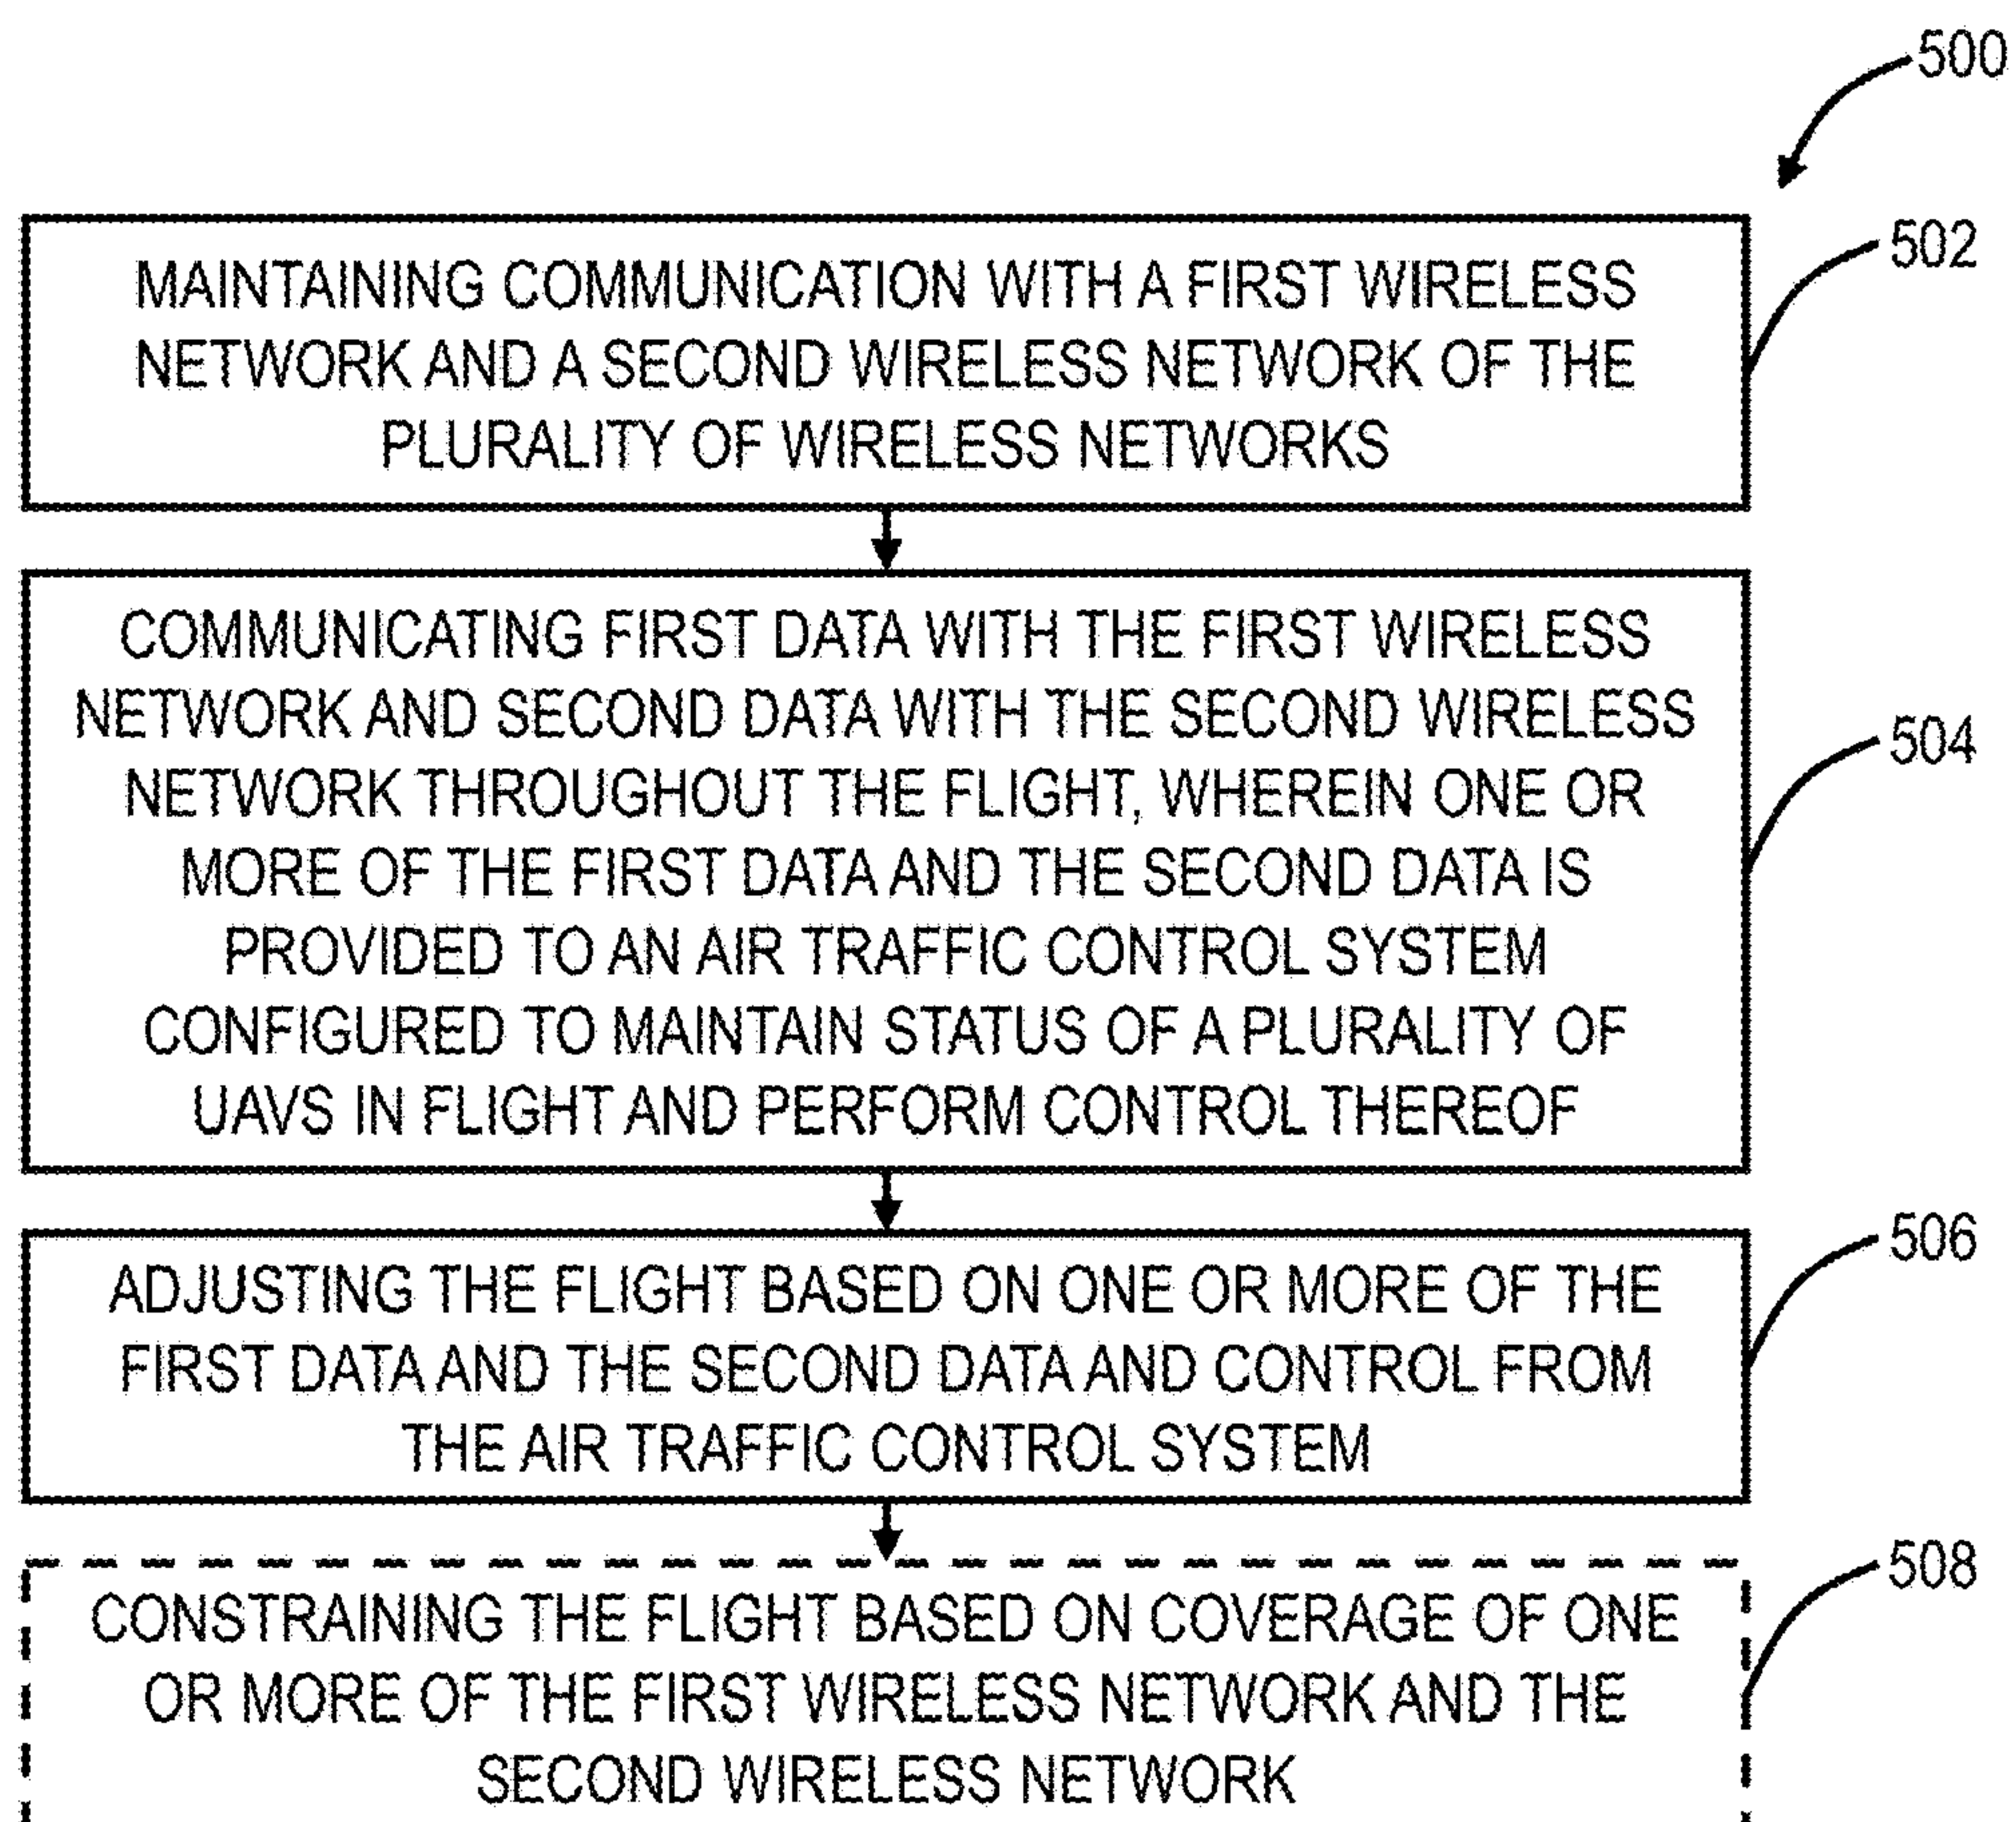 500
502
MAINTAINING COMMUNICATION WITH A FIRST WIRELESS
NETWORK AND A SECOND WIRELESS NETWORK OF THE
PLURALITY OF WIRELESS NETWORKS
COMMUNICATING FIRST DATA WITH THE FIRST WIRELESS
NETWORK AND SECOND DATA WITH THE SECOND WIRELESS
NETWORK THROUGHOUT THE FLIGHT, WHEREIN ONE OR
MORE OF THE FIRST DATA AND THE SECOND DATA IS
PROVIDED TO AN AIR TRAFFIC CONTROL SYSTEM
CONFIGURED TO MAINTAIN STATUS OF A PLURALITY OF
UAVS IN FLIGHT AND PERFORM CONTROL THEREOF
504
ADJUSTING THE FLIGHT BASED ON ONE OR MORE OF THE
FIRST DATA AND THE SECOND DATA AND CONTROL FROM
THE AIR TRAFFIC CONTROL SYSTEM
506
CONSTRAINING THE FLIGHT BASED ON COVERAGE OF ONE
OR MORE OF THE FIRST WIRELESS NETWORK AND THE
SECOND WIRELESS NETWORK
508